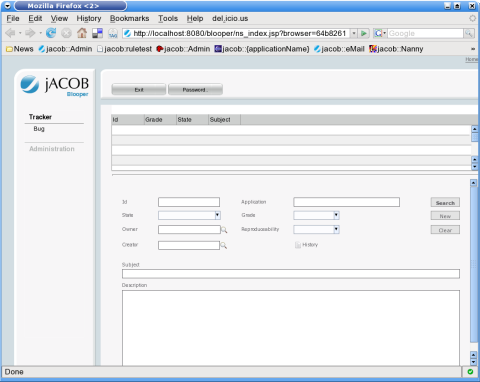 Mozilla Firefox <2>
File Edit View History Bookmarks Tools Help del.icio.us
http://localhost:8080/blooper/ns_index.jsp?browser=64b8261 Google
News jacob::Admin jacob:ruletest jacob::Admin jacob::{applicationName} jacob::eMail jacob::Nanny »
Home
jACOB
Blooper
Exit Password..
Tracker
Bug
Administration
Id Grade State Subject
Id Application Search
State Grade New
Owner Reproduceability Clear
Creator History
Subject
Description
Done